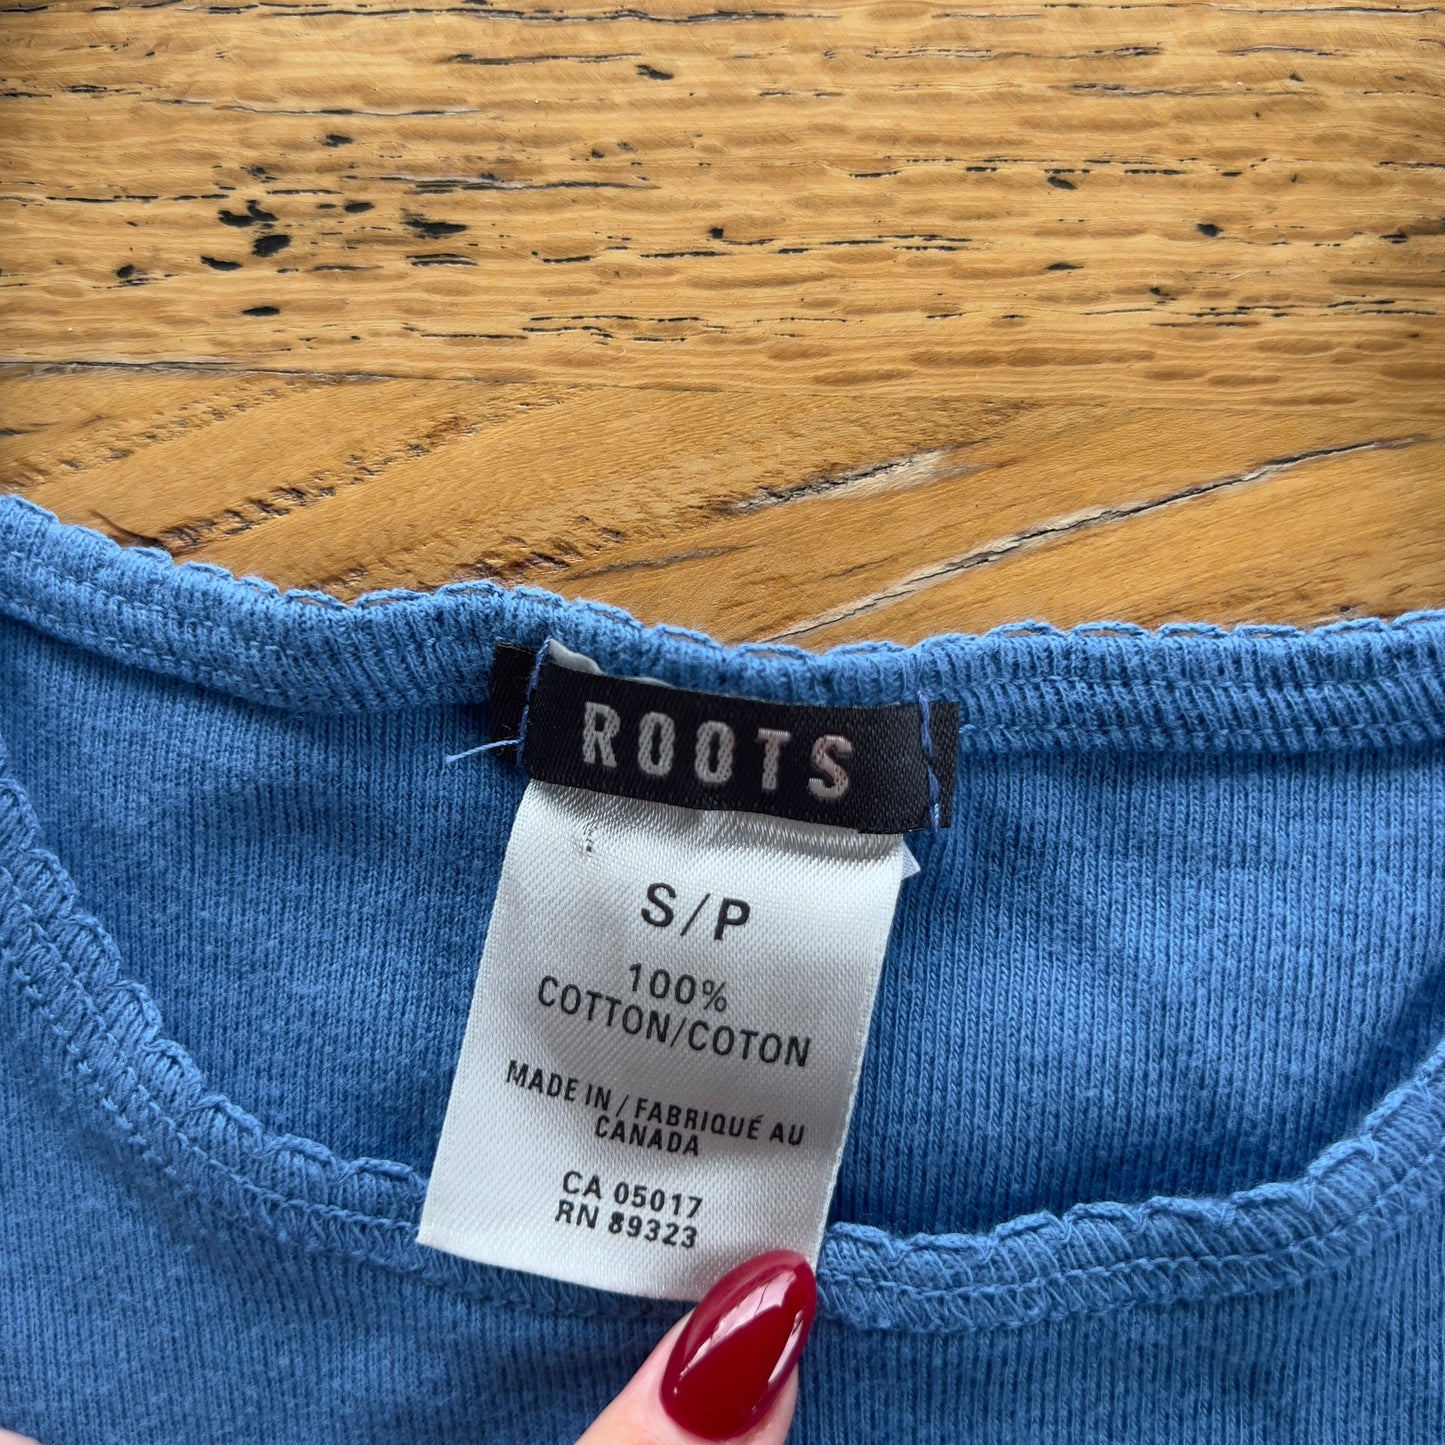 ROOTS
S/P
100%
COTTON/COTON
MADE IN / FABRIQUÉ AU
CANADA
CA 05017
RN 89323